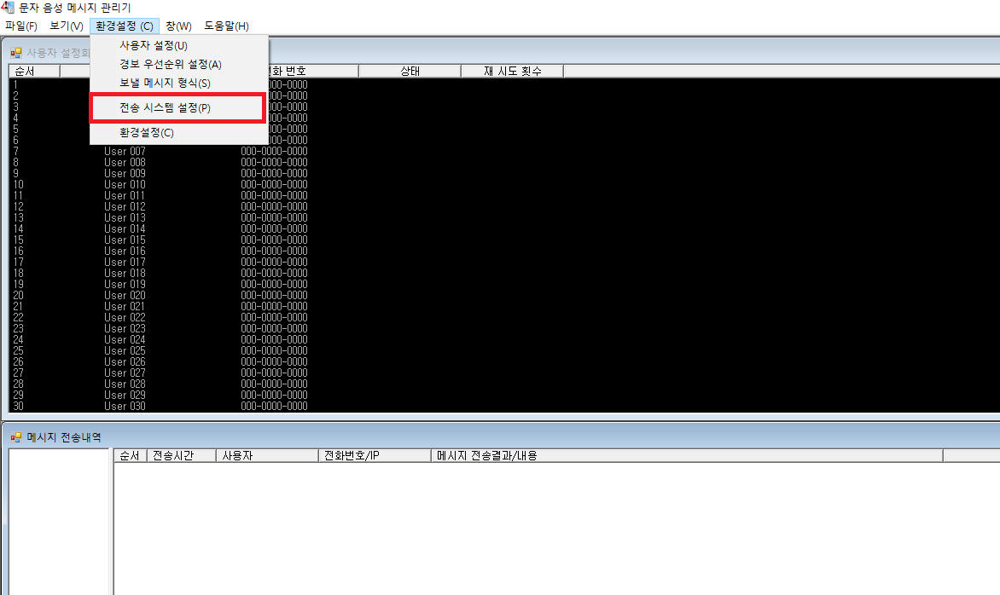 문자 음성 메시지 관리기
파일(F) 보기(V) 환경설정 (C) 창(W) 도움말(H)
사용자 설정(U)
경보 우선순위 설정(A)
보낼 메시지 형식(S)
전송 시스템 설정(P)
환경설정(C)
사용자 설정
순서 번호 상태 재 시도 횟수
1 000-0000
2 000-0000
3 000-0000
4 000-0000
5 000-0000
6 000-0000
7 User 007 000-0000-0000
8 User 008 000-0000-0000
9 User 009 000-0000-0000
10 User 010 000-0000-0000
11 User 011 000-0000-0000
12 User 012 000-0000-0000
13 User 013 000-0000-0000
14 User 014 000-0000-0000
15 User 015 000-0000-0000
16 User 016 000-0000-0000
17 User 017 000-0000-0000
18 User 018 000-0000-0000
19 User 019 000-0000-0000
20 User 020 000-0000-0000
21 User 021 000-0000-0000
22 User 022 000-0000-0000
23 User 023 000-0000-0000
24 User 024 000-0000-0000
25 User 025 000-0000-0000
26 User 026 000-0000-0000
27 User 027 000-0000-0000
28 User 028 000-0000-0000
29 User 029 000-0000-0000
30 User 030 000-0000-0000
메시지 전송내역
순서 전송시간 사용자 전화번호/IP 메시지 전송결과/내용